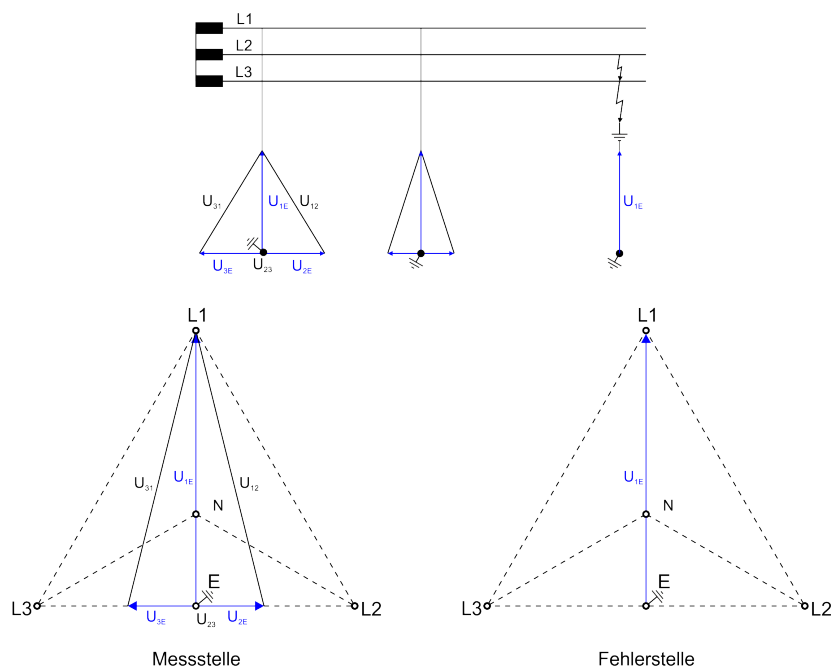 L1
L2
L3
U31 U1E U12 U1E
U3E U23 U2E
L1 L1
U31 U1E U12 U1E
N N
E E
L3 L2 L3 L2
U3E U23 U2E
Messstelle Fehlerstelle